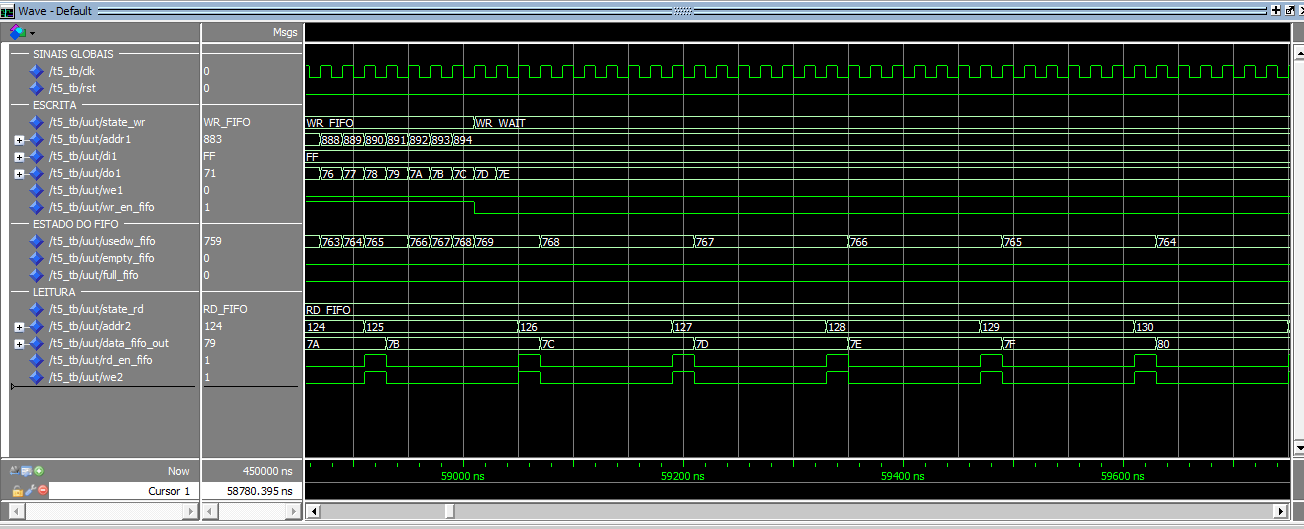 Wave - Default
Msgs
SINAIS GLOBAIS
/t5_tb/clk 0
/t5_tb/rst 0
ESCRITA
/t5_tb/uut/state_wr WR_FIFO WR_FIFO WR_WAIT
/t5_tb/uut/addr1 883 888 889 890 891 892 893 894
/t5_tb/uut/di1 FF FF
/t5_tb/uut/do1 71 76 77 78 79 7A 7B 7C 7D 7E
/t5_tb/uut/we1 0
/t5_tb/uut/wr_en_fifo 1
ESTADO DO FIFO
/t5_tb/uut/usedw_fifo 759 763 764 765 766 767 768 769 768 767 766 765 764
/t5_tb/uut/empty_fifo 0
/t5_tb/uut/full_fifo 0
LEITURA
/t5_tb/uut/state_rd RD_FIFO RD_FIFO
/t5_tb/uut/addr2 124 124 125 126 127 128 129 130
/t5_tb/uut/data_fifo_out 79 7A 7B 7C 7D 7E 7F 80
/t5_tb/uut/rd_en_fifo 1
/t5_tb/uut/we2 1
Now 450000 ns 59000 ns 59200 ns 59400 ns 59600 ns
Cursor 1 58780.395 ns